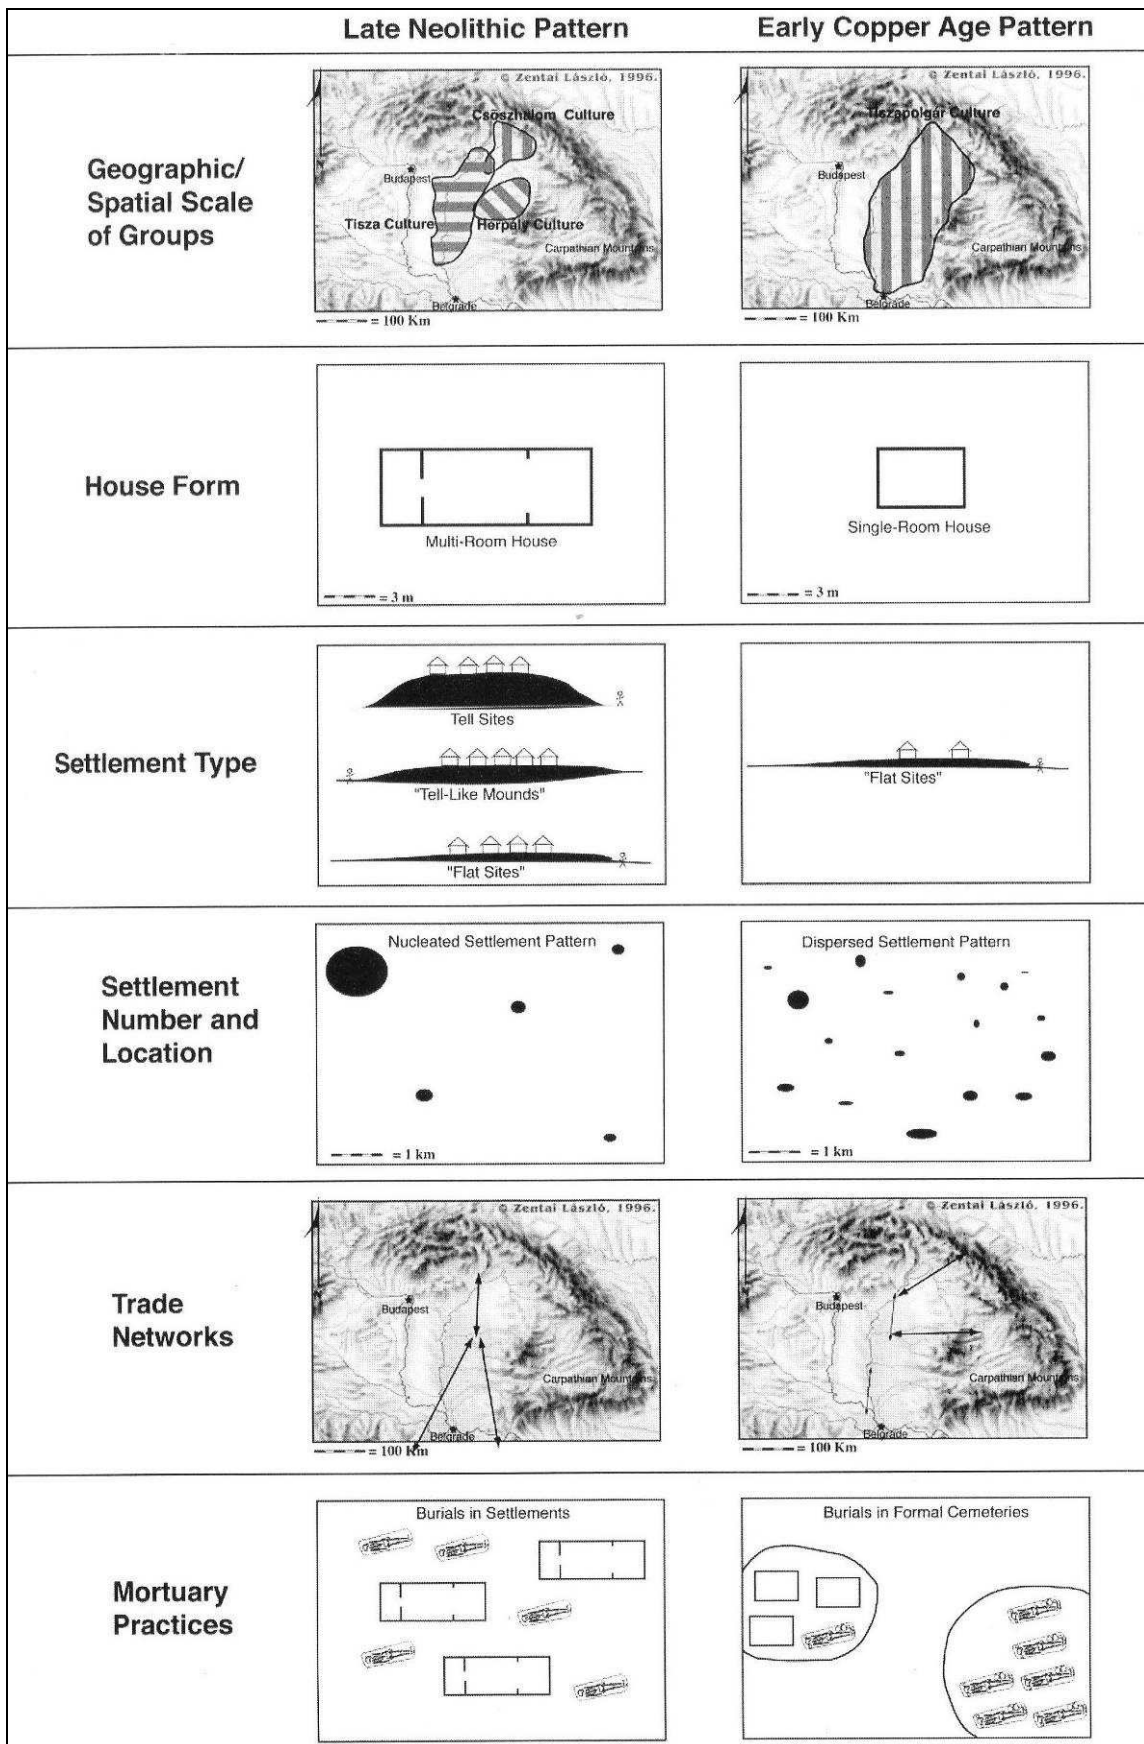 Late Neolithic Pattern
Early Copper Age Pattern
Geographic/
Spatial Scale
of Groups
© Zentai László, 1996.
Csöszhalom Culture
Budapest
Tisza Culture
Herpály Culture
Carpathian Mountains
Belgrade
= 100 Km
© Zentai László, 1996.
Tiszapolgár Culture
Budapest
Carpathian Mountains
Belgrade
= 100 Km
House Form
Multi-Room House
= 3 m
Single-Room House
= 3 m
Settlement Type
Tell Sites
"Tell-Like Mounds"
"Flat Sites"
"Flat Sites"
Settlement
Number and
Location
Nucleated Settlement Pattern
= 1 km
Dispersed Settlement Pattern
= 1 km
Trade
Networks
© Zentai László, 1996.
Budapest
Carpathian Mountains
Belgrade
= 100 Km
© Zentai László, 1996.
Budapest
Carpathian Mountains
Belgrade
= 100 Km
Mortuary
Practices
Burials in Settlements
Burials in Formal Cemeteries